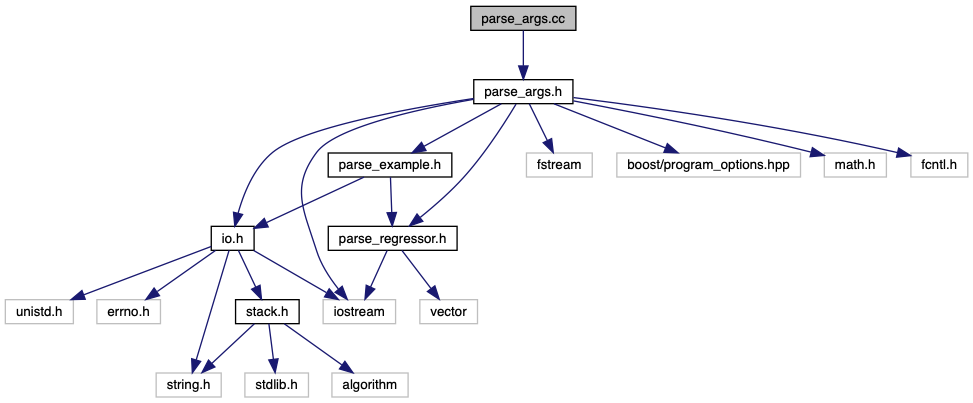 parse_args.cc
parse_args.h
parse_example.h
fstream
boost/program_options.hpp
math.h
fcntl.h
io.h
parse_regressor.h
unistd.h
errno.h
stack.h
iostream
vector
string.h
stdlib.h
algorithm